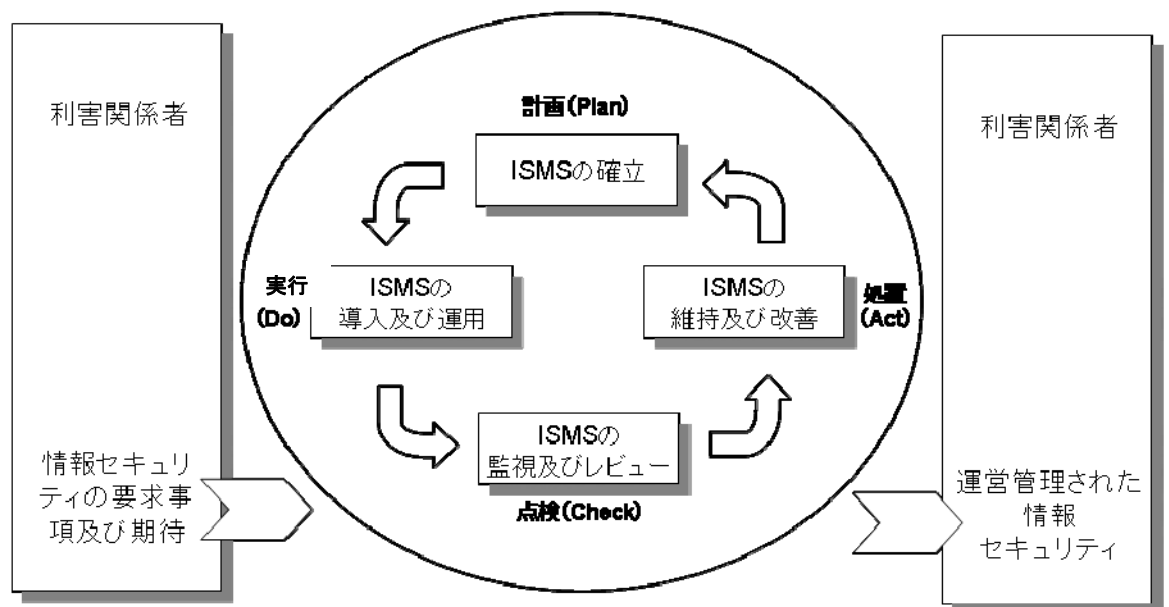 利害関係者
情報セキュリ
ティの要求事
項及び期待
計画(Plan)
ISMSの確立
実行
(Do)
ISMSの
導入及び運用
ISMSの
維持及び改善
処置
(Act)
ISMSの
監視及びレビュー
点検(Check)
利害関係者
運営管理された
情報
セキュリティ